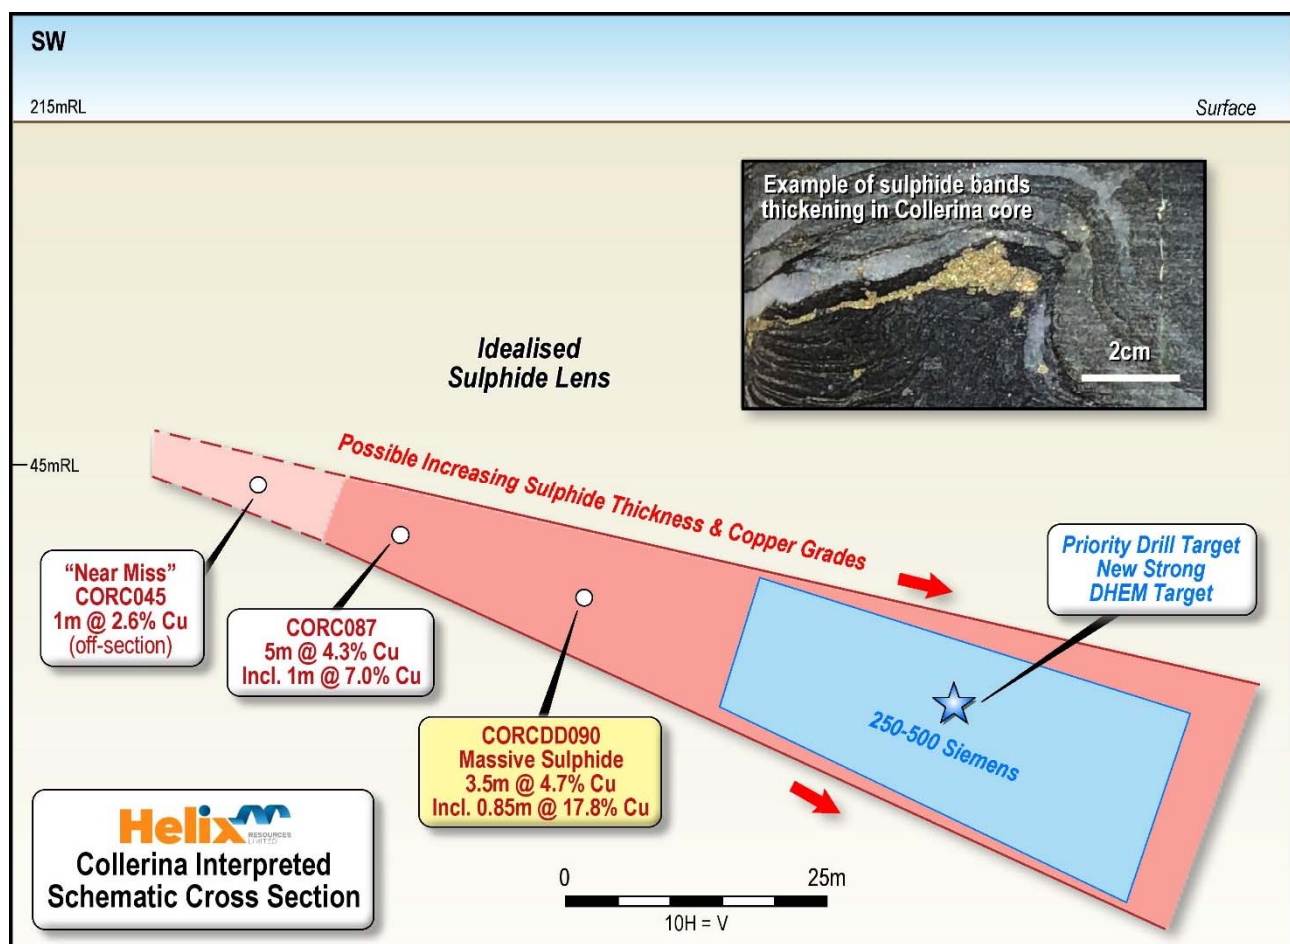 SW
215mRL
Surface
Example of sulphide bands
thickening in Collerina core
2cm
Idealised
Sulphide Lens
45mRL
Possible Increasing Sulphide Thickness & Copper Grades
Priority Drill Target
New Strong
DHEM Target
"Near Miss"
CORC045
1m @ 2.6% Cu
(off-section)
CORC087
5m @ 4.3% Cu
Incl. 1m @ 7.0% Cu
CORCDD090
Massive Sulphide
3.5m @ 4.7% Cu
Incl. 0.85m @ 17.8% Cu
250-500 Siemens
Helix
RESOURCES
LIMITED
Collerina Interpreted
Schematic Cross Section
0 25m
10H = V